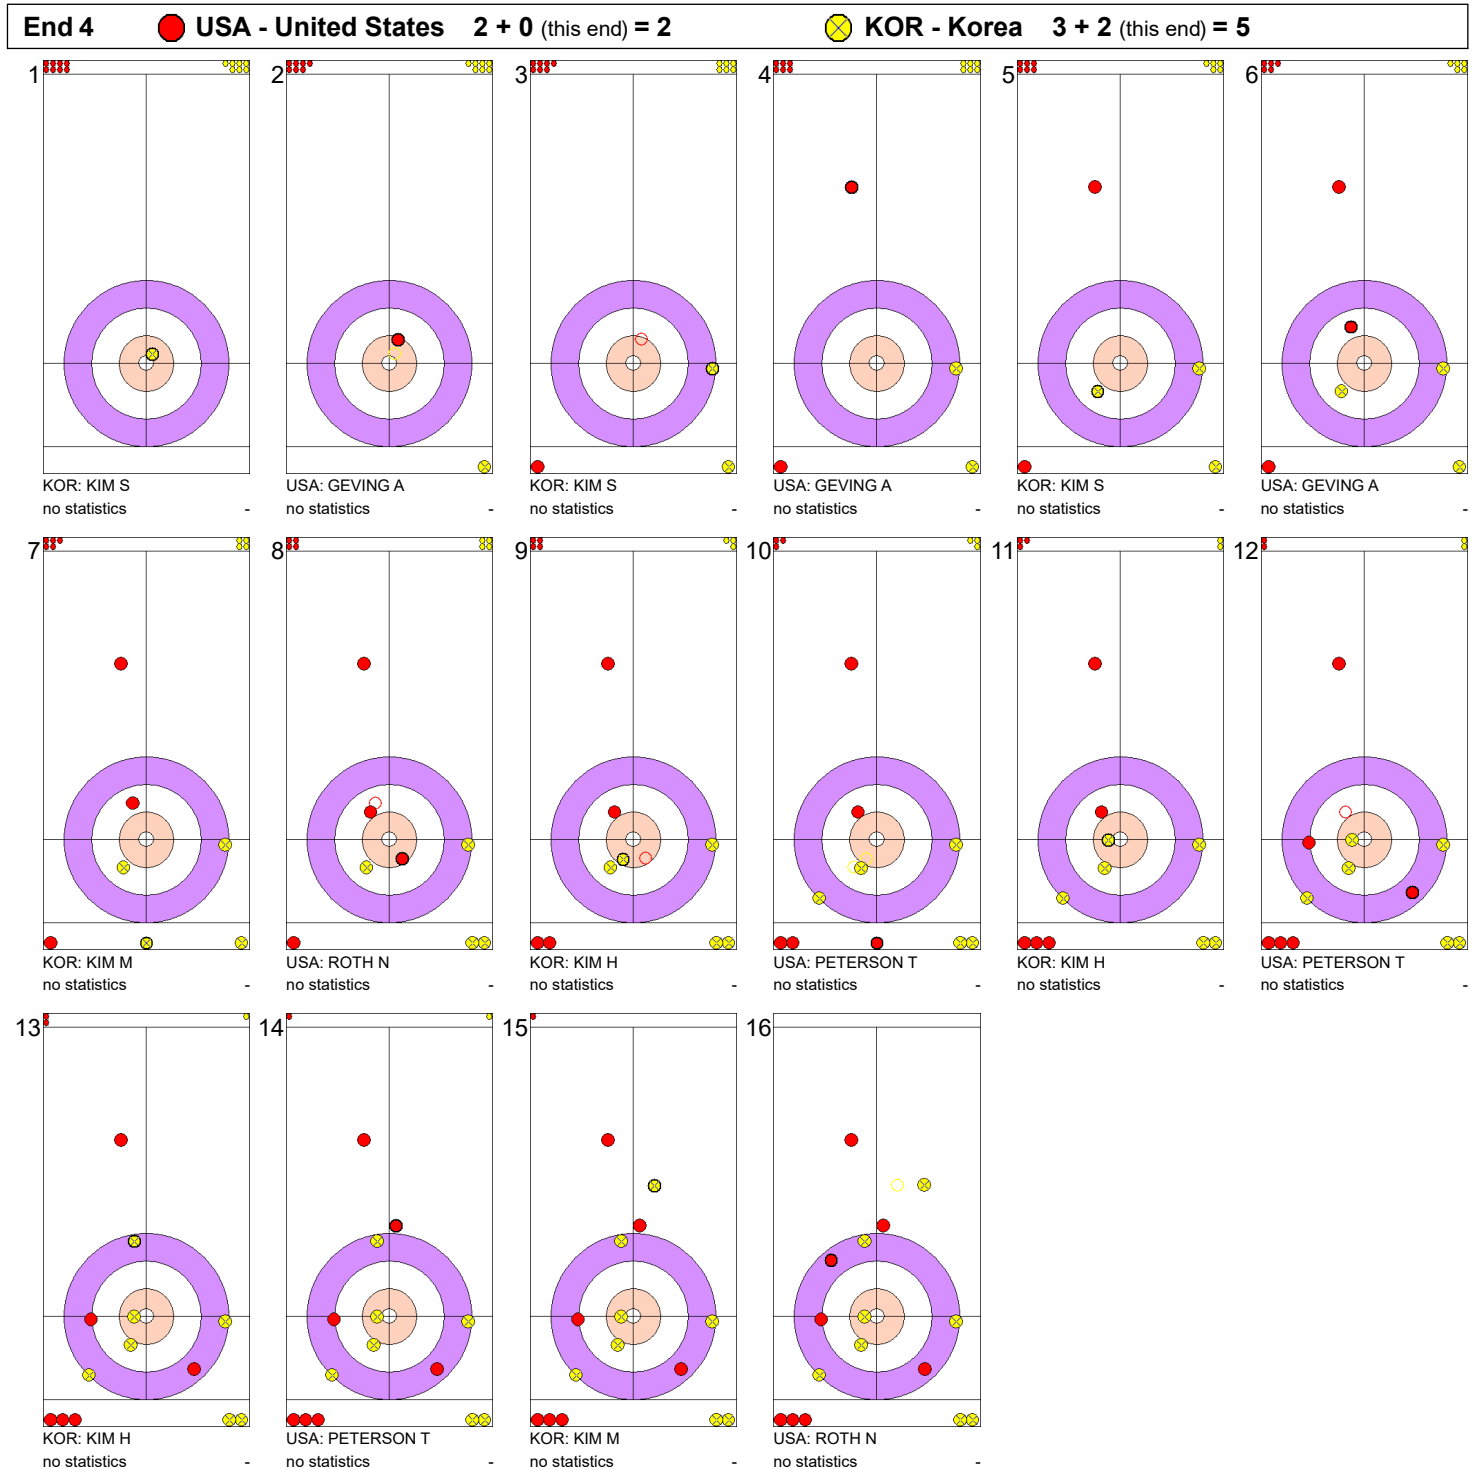 End 4 USA - United States 2 + 0 (this end) = 2 KOR - Korea 3 + 2 (this end) = 5
1 2 3 4 5 6
KOR: KIM S USA: GEVING A KOR: KIM S USA: GEVING A KOR: KIM S USA: GEVING A
no statistics - no statistics - no statistics - no statistics - no statistics - no statistics -
7 8 9 10 11 12
KOR: KIM M USA: ROTH N KOR: KIM H USA: PETERSON T KOR: KIM H USA: PETERSON T
no statistics - no statistics - no statistics - no statistics - no statistics - no statistics -
13 14 15 16
KOR: KIM H USA: PETERSON T KOR: KIM M USA: ROTH N
no statistics - no statistics - no statistics - no statistics -